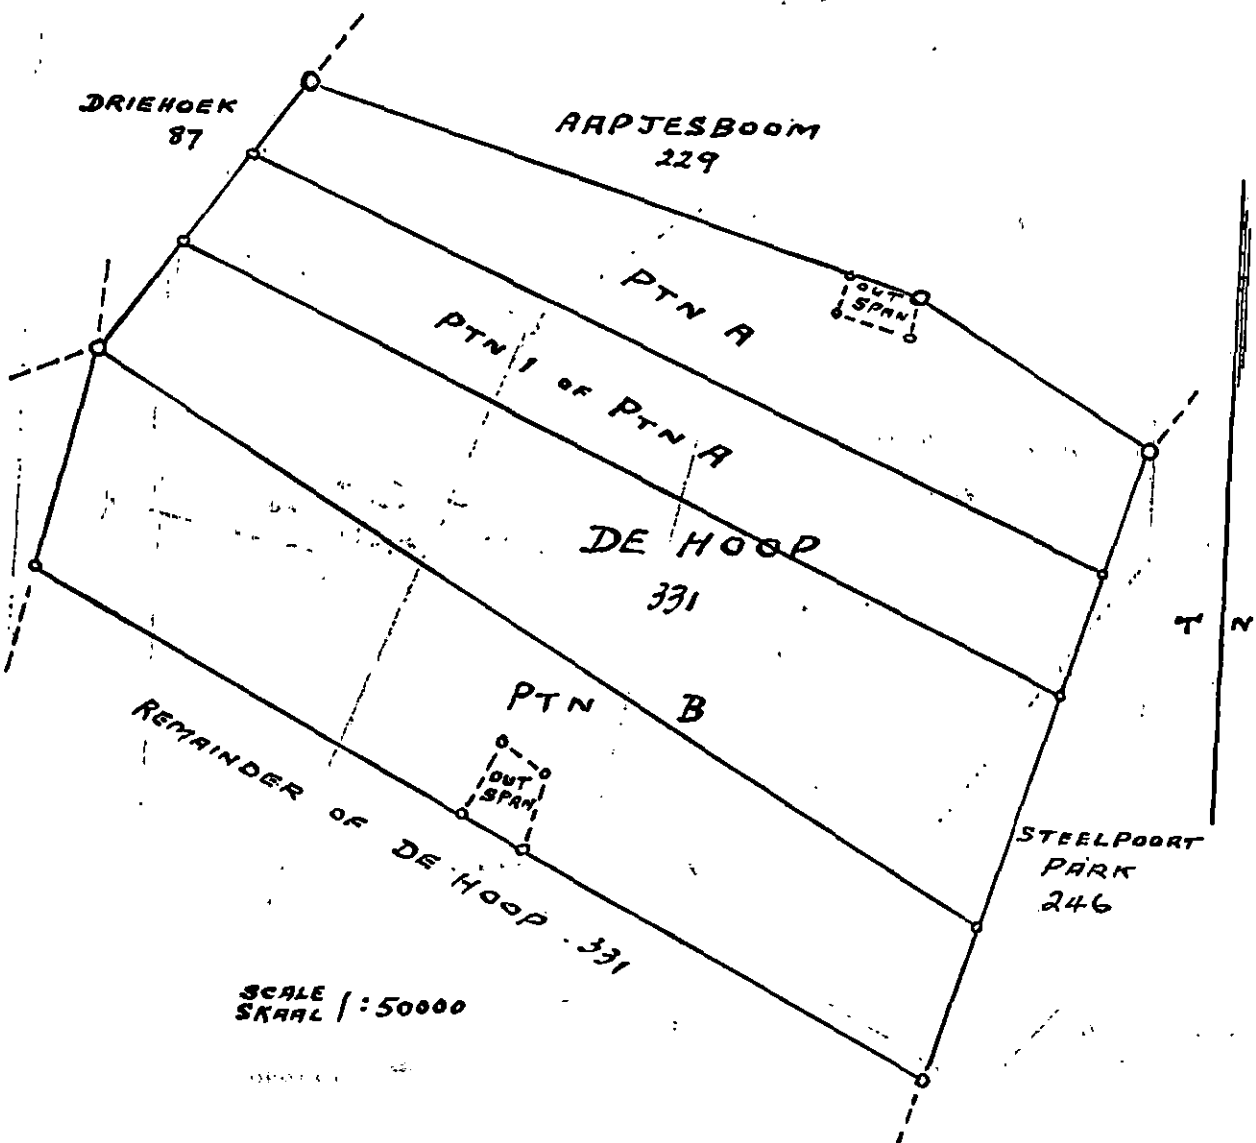 DRIEHOEK
87
AAPJESBOOM
229
OUT
SPAN
PTN A
PTN 1 OF PTN A
DE HOOP
331
T N
PTN B
OUT
SPAN
REMAINDER OF DE HOOP . 331
STEELPOORT
PARK
246
SCALE
SKAAL 1:50000